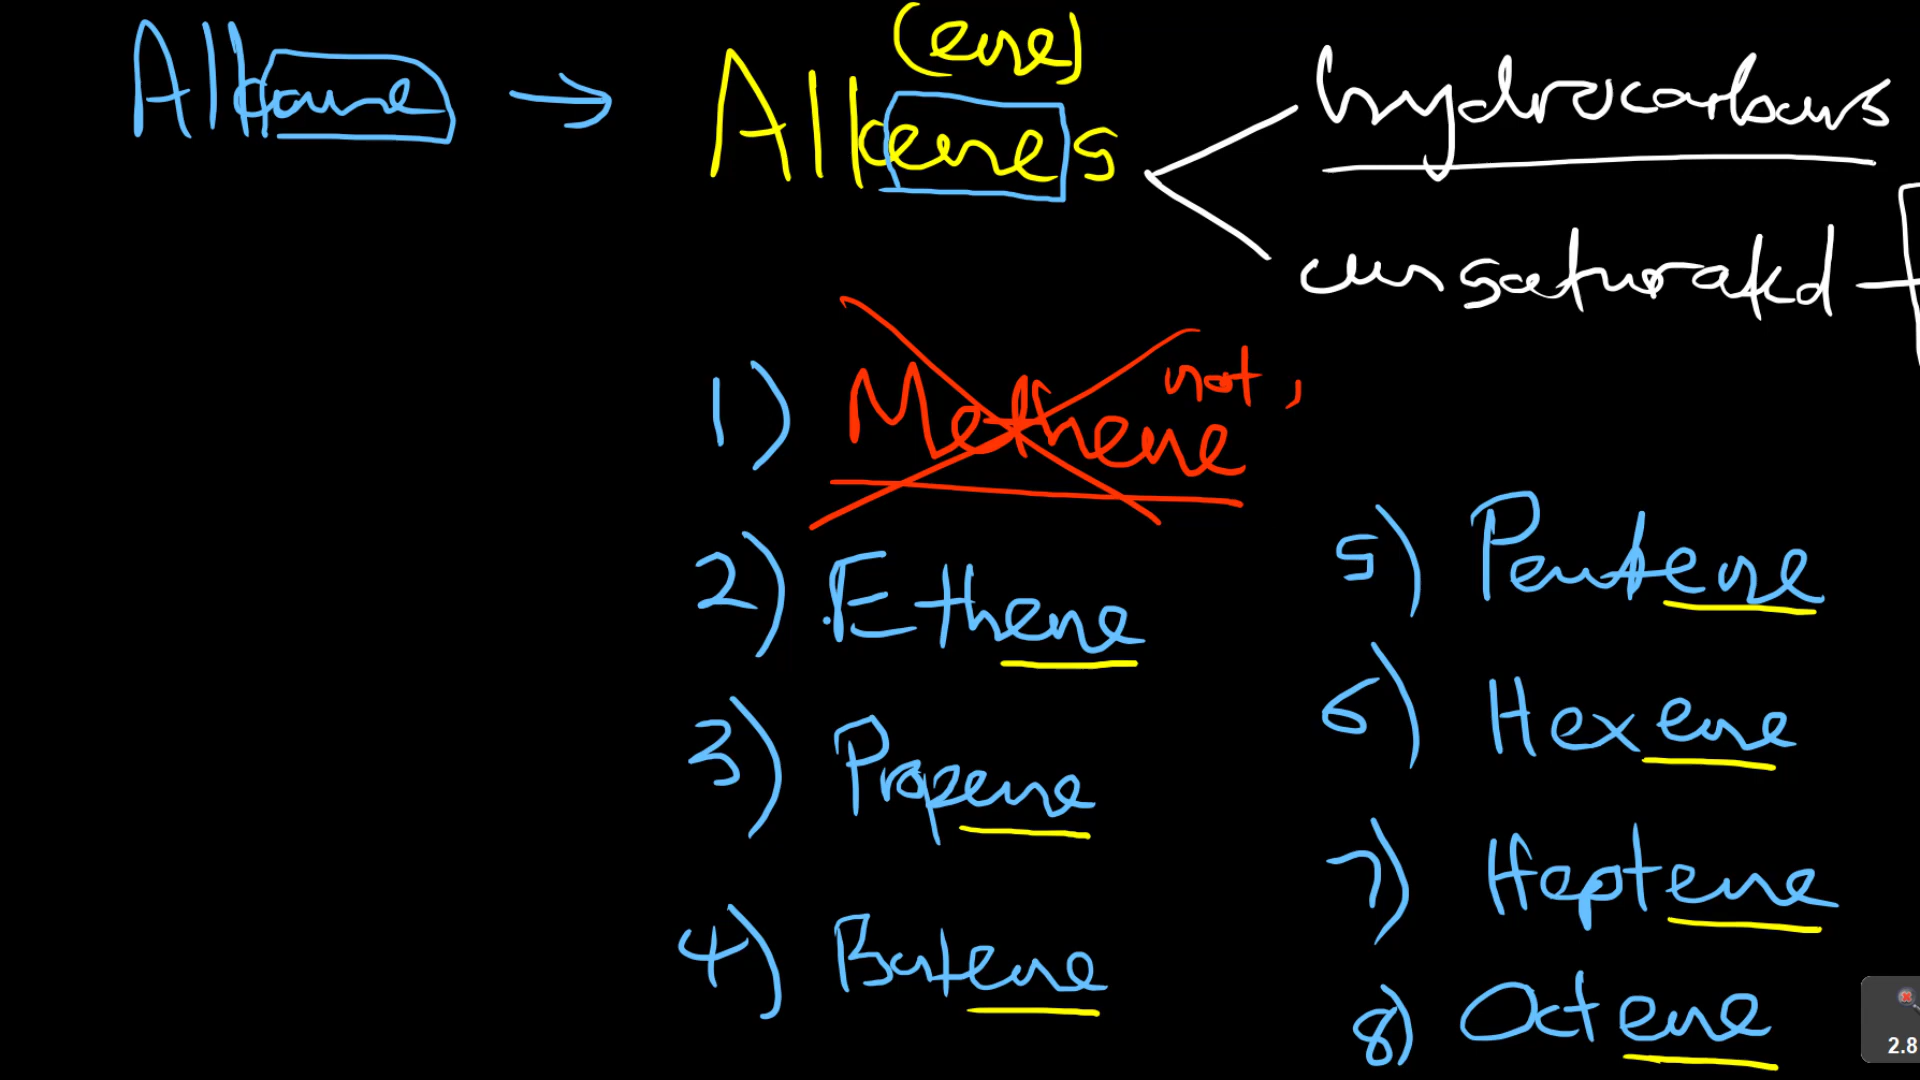 Alkane → Alkenes
(ene)
hydrocarbons
unsaturated
1) Methene not,
2) Ethene
3) Propene
4) Butene
5) Pentene
6) Hexene
7) Heptene
8) Octene
2.8